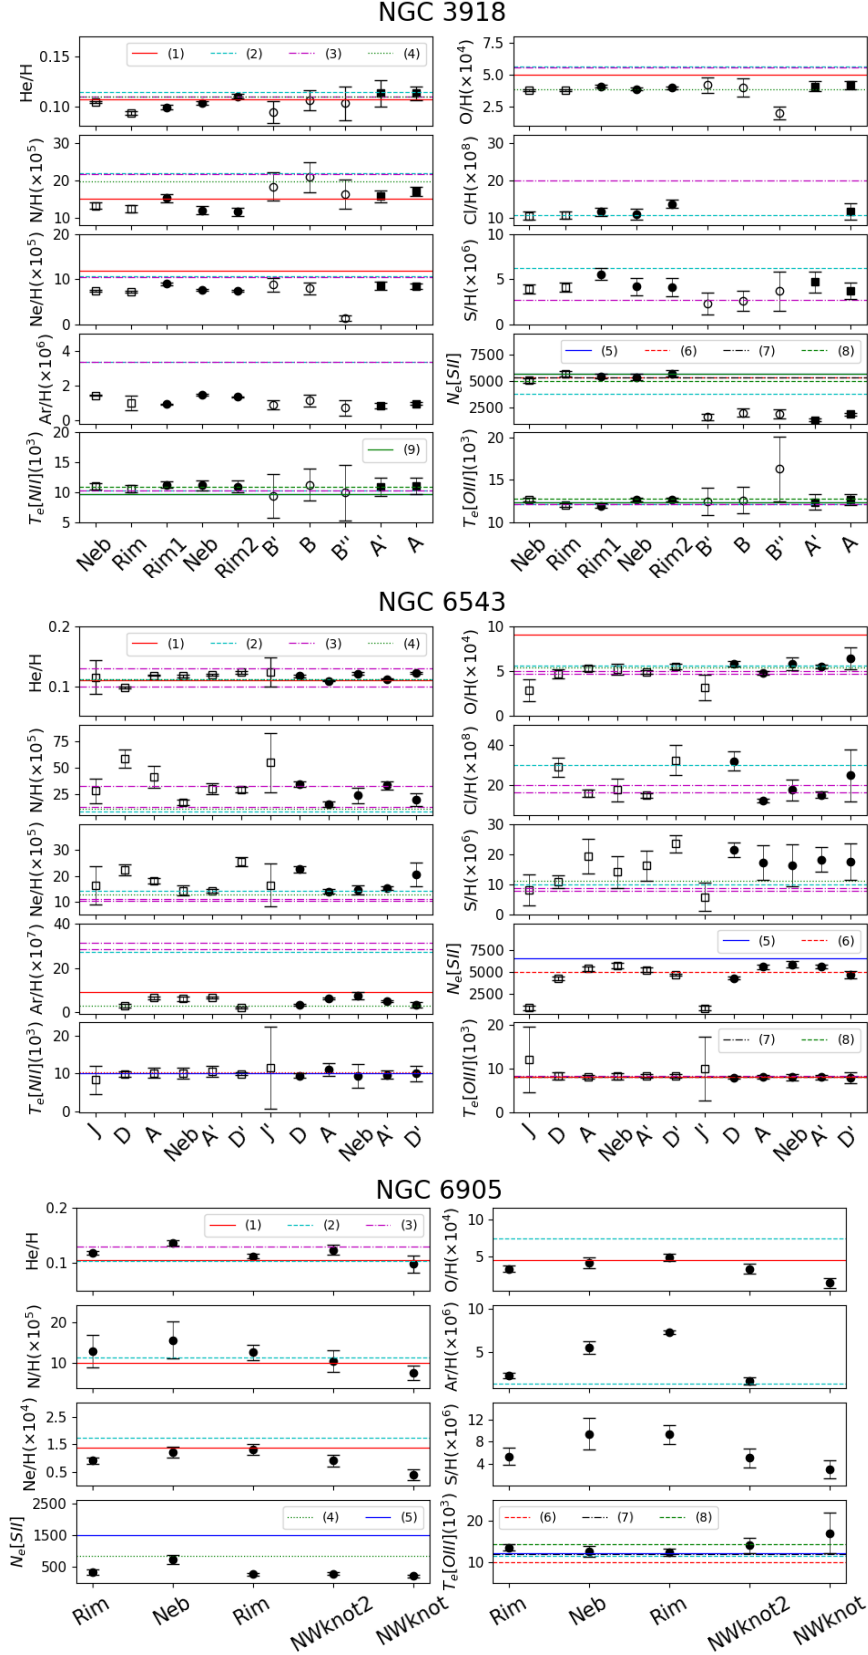 NGC 3918
He/H
0.15
0.10
(1) (2) (3) (4)
O/H(×10⁴)
7.5
5.0
2.5
N/H(×10⁵)
30
20
10
Cl/H(×10⁸)
30
20
10
Ne/H(×10⁵)
20
10
0
S/H(×10⁶)
10
5
0
Ar/H(×10⁶)
4
2
0
Nₑ[SII]
7500
5000
2500
(5) (6) (7) (8)
Tₑ[NII](10³)
20
15
10
5
(9)
Tₑ[OIII](10³)
20
15
10
Neb Rim Rim1 Neb Rim2 B' B B'' A' A
Neb Rim Rim1 Neb Rim2 B' B B'' A' A
NGC 6543
He/H
0.2
0.1
(1) (2) (3) (4)
O/H(×10⁴)
10
5
0
N/H(×10⁵)
75
50
25
Cl/H(×10⁸)
40
20
Ne/H(×10⁵)
30
20
10
S/H(×10⁶)
30
20
10
0
Ar/H(×10⁷)
40
20
0
Nₑ[SII]
7500
5000
2500
(5) (6)
Tₑ[NII](10³)
20
10
0
Tₑ[OIII](10³)
20
10
0
(7) (8)
J D A Neb A' D' J' D A Neb A' D'
J D A Neb A' D' J' D A Neb A' D'
NGC 6905
He/H
0.2
0.1
(1) (2) (3)
O/H(×10⁴)
10
5
N/H(×10⁵)
20
10
Ar/H(×10⁶)
10
5
Ne/H(×10⁴)
2.5
1.5
0.5
S/H(×10⁶)
12
8
4
Nₑ[SII]
2500
1500
500
(4) (5)
Tₑ[OIII](10³)
20
10
(6) (7) (8)
Rim Neb Rim NWknot2 NWknot
Rim Neb Rim NWknot2 NWknot